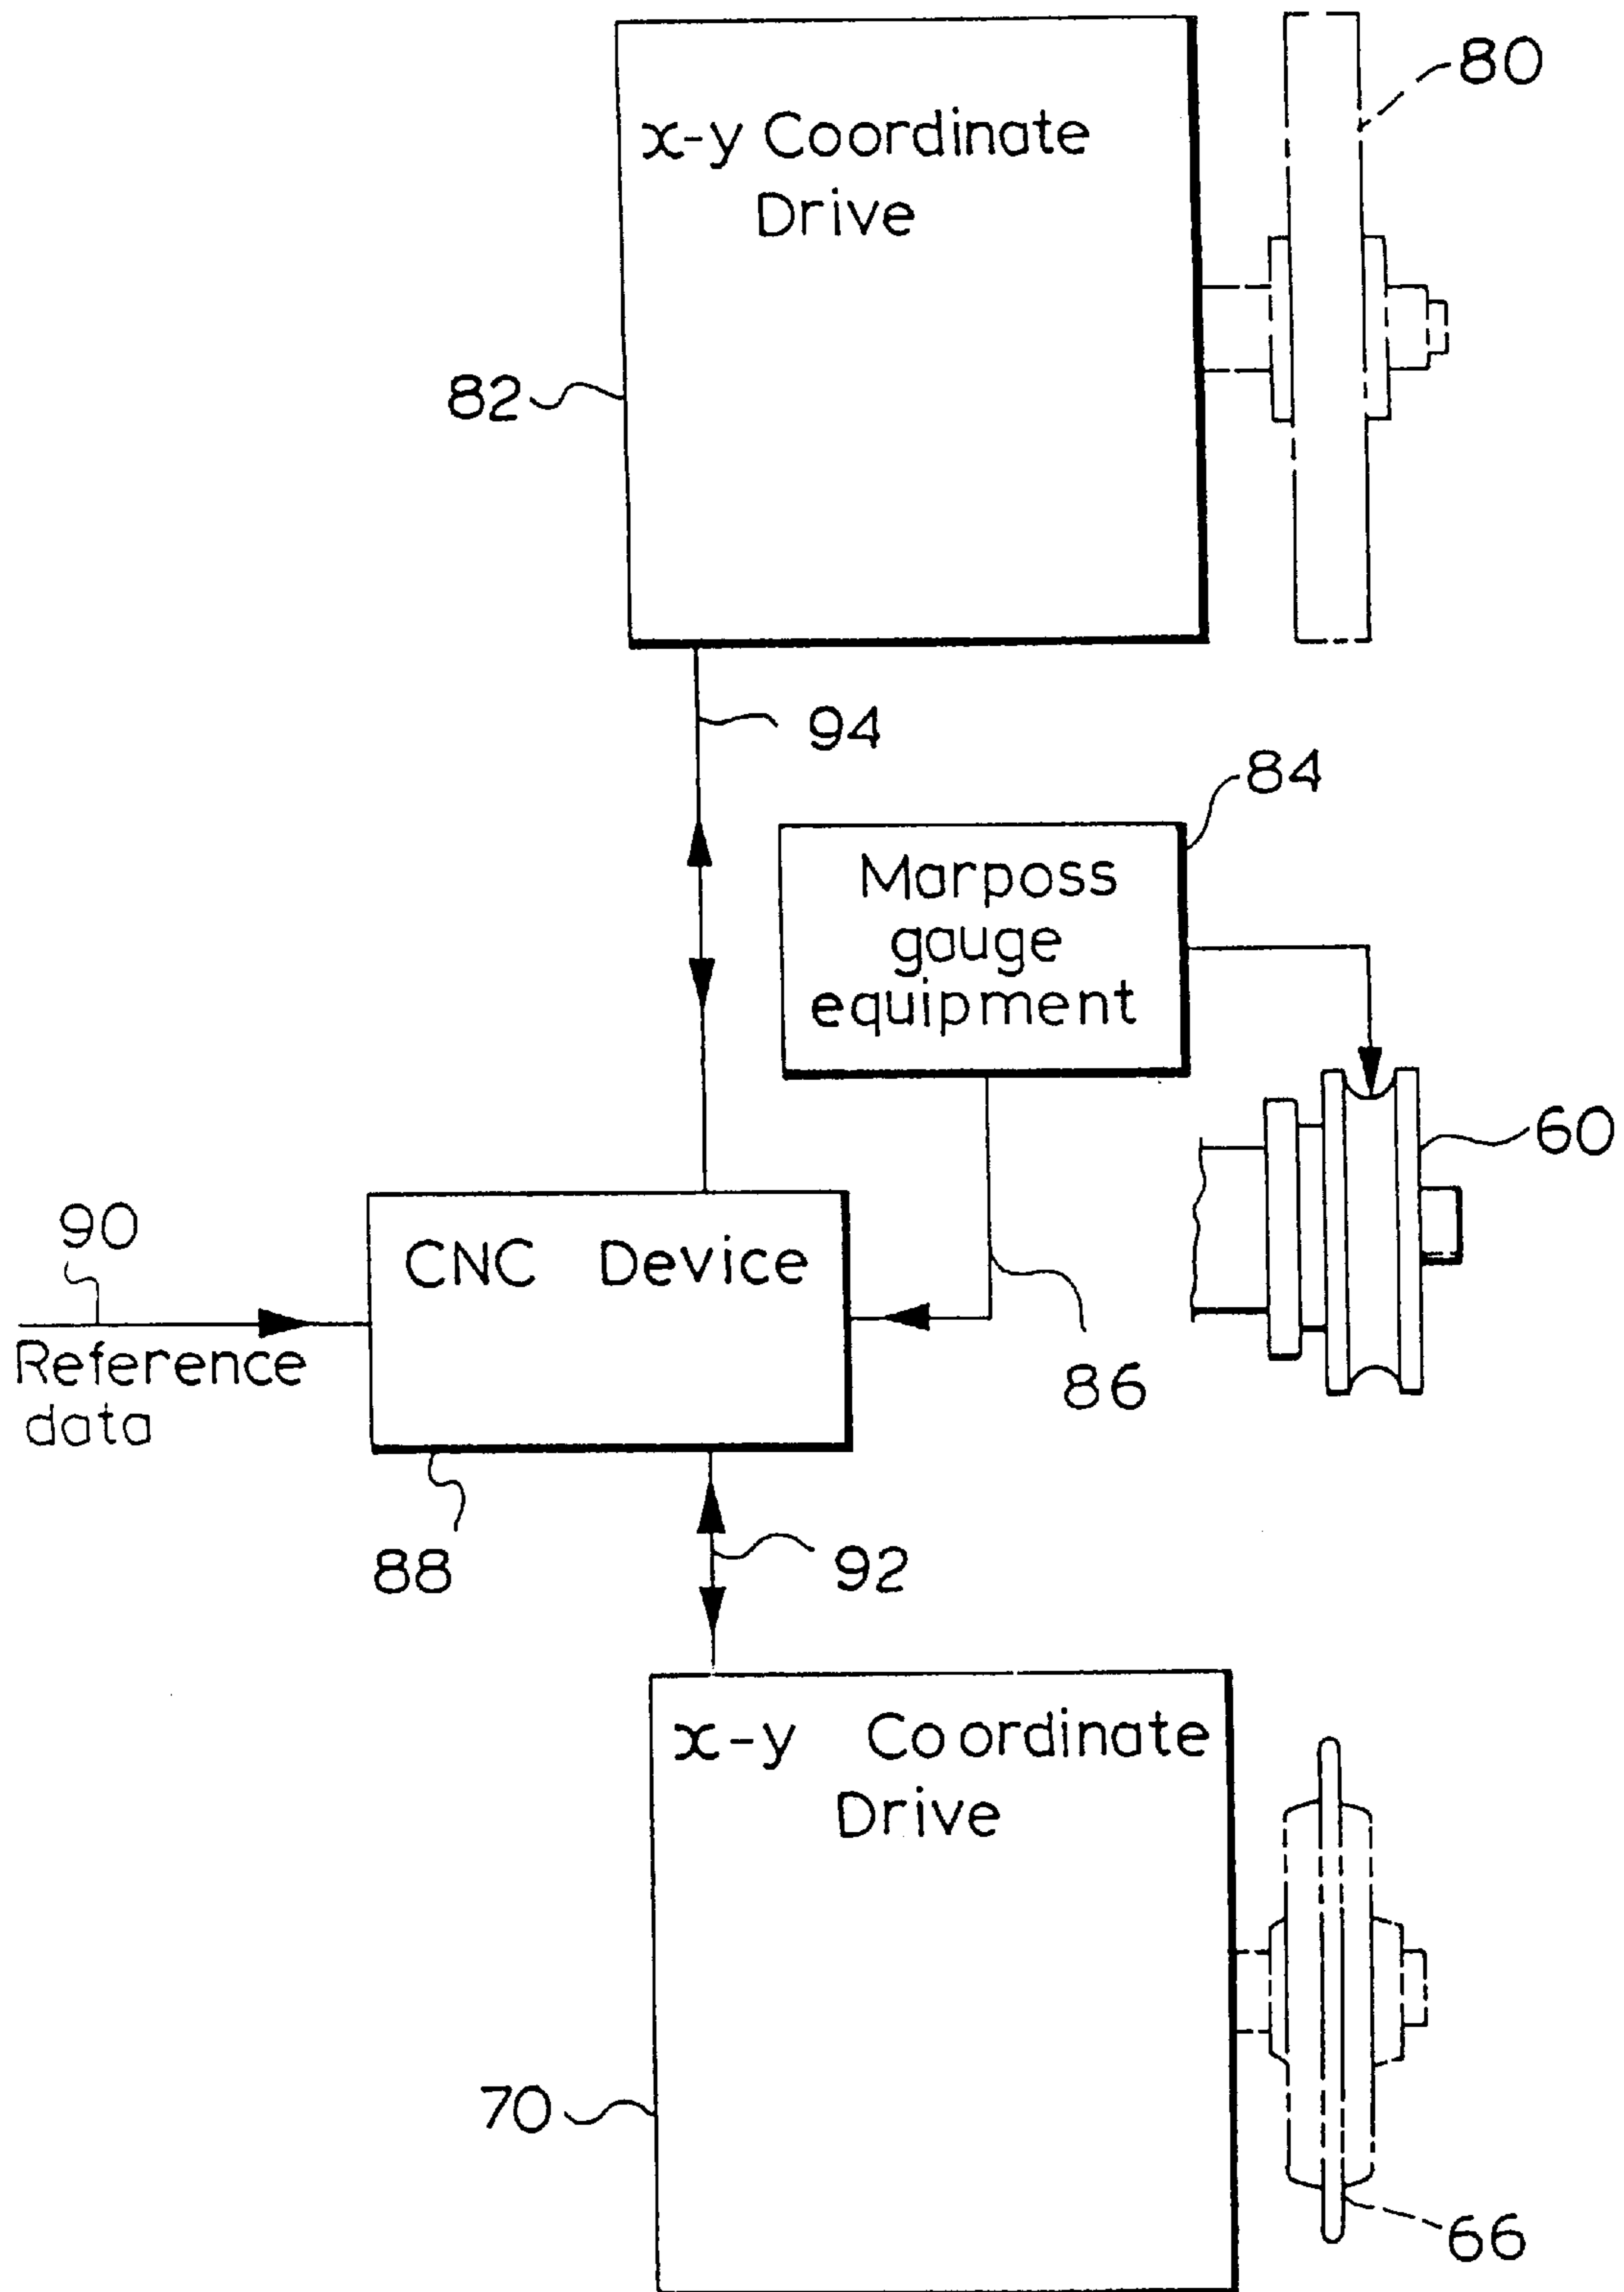 80
x-y Coordinate
Drive
82
94
84
Marposs
gauge
equipment
60
90
CNC Device
Reference
data
86
88
92
x-y Coordinate
Drive
70
66